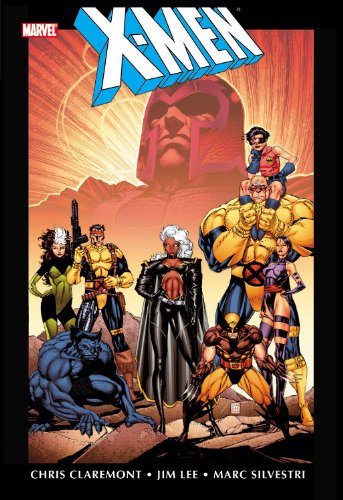 MARVEL
X-MEN
CHRIS CLAREMONT • JIM LEE • MARC SILVESTRI